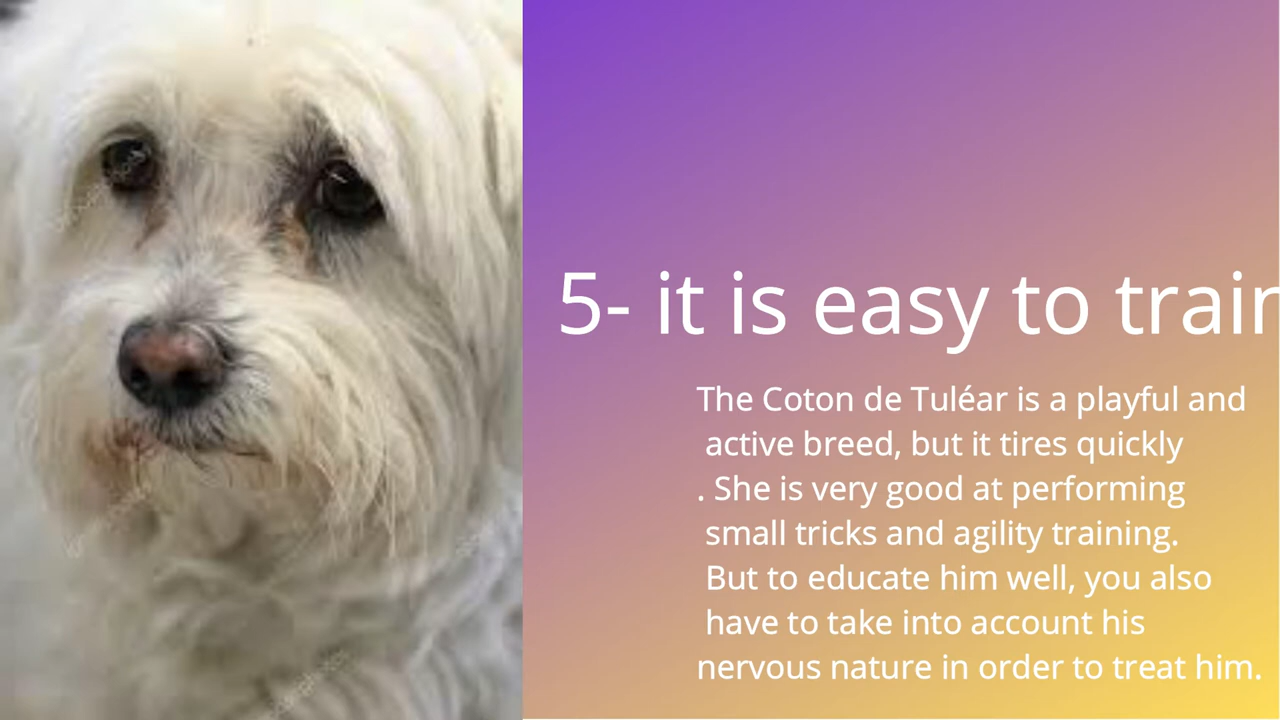 5- it is easy to train
The Coton de Tuléar is a playful and
active breed, but it tires quickly
. She is very good at performing
small tricks and agility training.
But to educate him well, you also
have to take into account his
nervous nature in order to treat him.